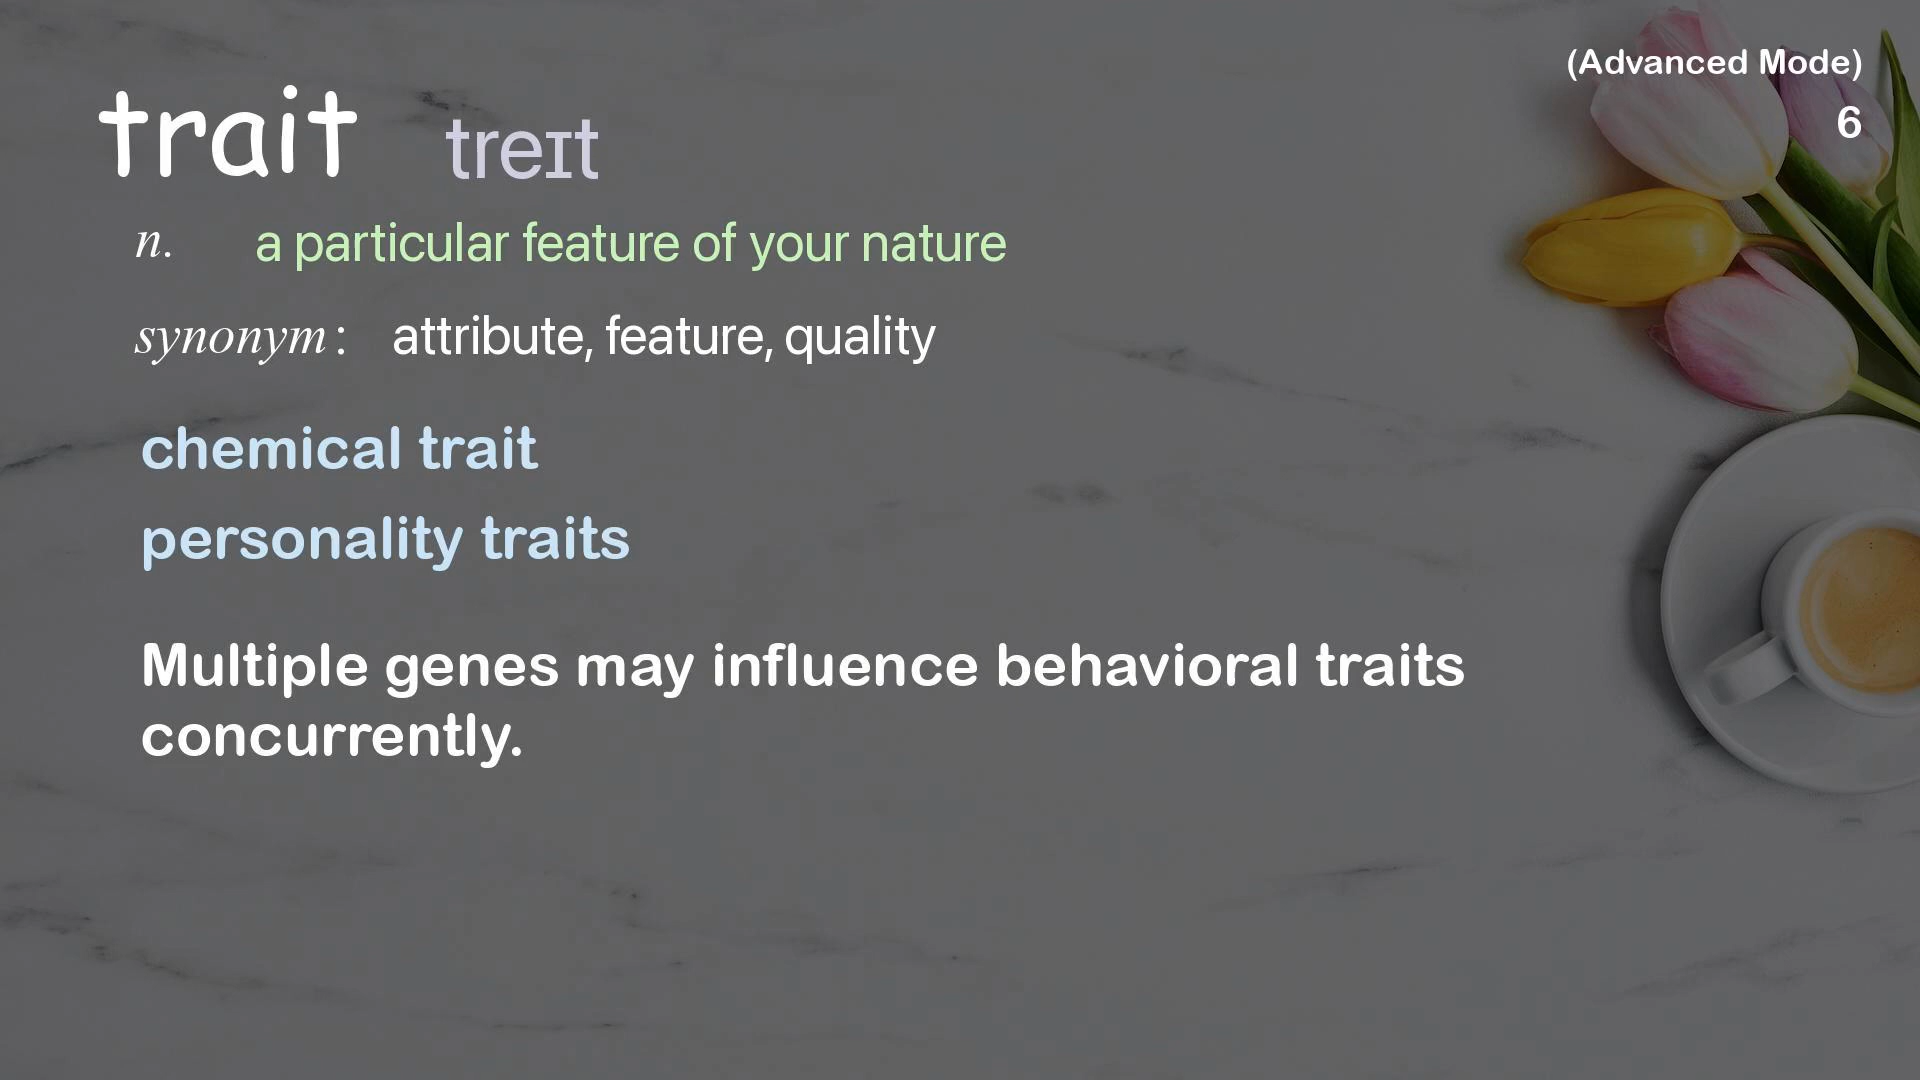 (Advanced Mode)
6
trait treɪt
n. a particular feature of your nature
synonym: attribute, feature, quality
chemical trait
personality traits
Multiple genes may influence behavioral traits
concurrently.